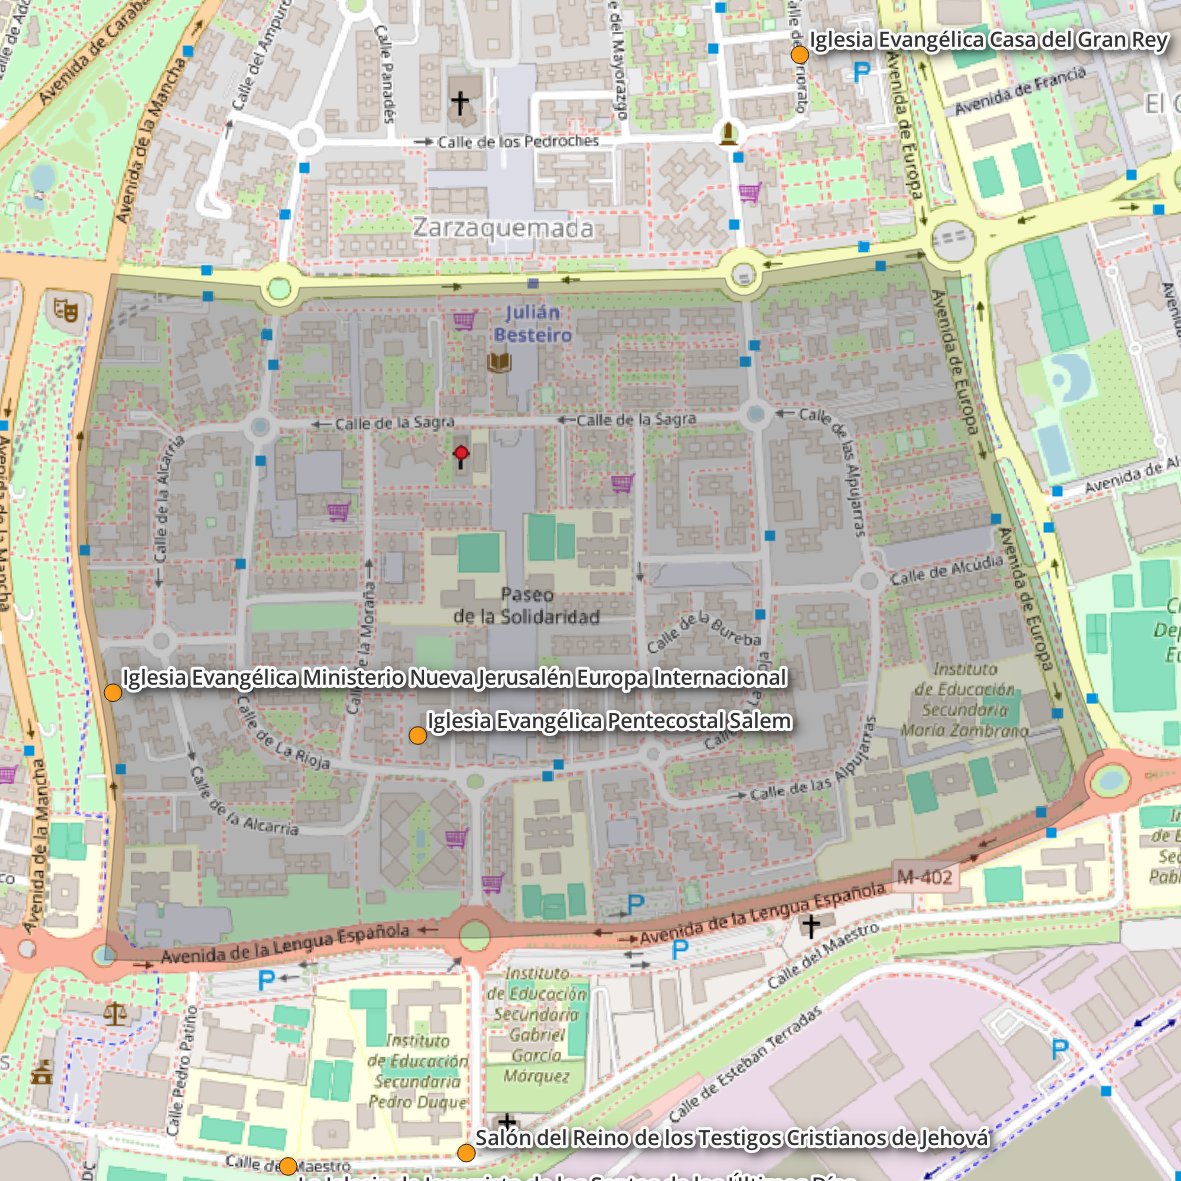 Iglesia Evangélica Casa del Gran Rey
Avenida de Caraba
Calle del Ampurd
Calle Panadés
e del Mayorazgo
Avenida de la Mancha
P
Avenida de Francia
El
Avenida de Europa
Calle de los Pedroches
Zarzaquemada
Julián
Besteiro
Avenida de Europa
Calle de la Sagra
Calle de la Sagra
Calle de las Alpujarras
Calle de la Alcarria
Avenida de la Mancha
Avenida de Al
Calle de Alcudia
Avenida de Europa
Paseo
de la Solidaridad
Calle de la Moraña
Calle de la Bureba
Instituto
de Educación
Secundaria
María Zambrano
Iglesia Evangélica Ministerio Nueva Jerusalén Europa Internacional
Iglesia Evangélica Pentecostal Salem
Calle de La Rioja
Calle de la Alcarria
Calle de las Alpujarras
Avenida de la Mancha
M-402
P
Avenida de la Lengua Española
Avenida de la Lengua Española
P
P
Calle del Maestro
Instituto
de Educación
Secundaria
Gabriel
García
Márquez
Instituto
de Educación
Secundaria
Pedro Duque
Calle Pedro Patiño
Calle de Esteban Terradas
P
Salón del Reino de los Testigos Cristianos de Jehová
Calle del Maestro